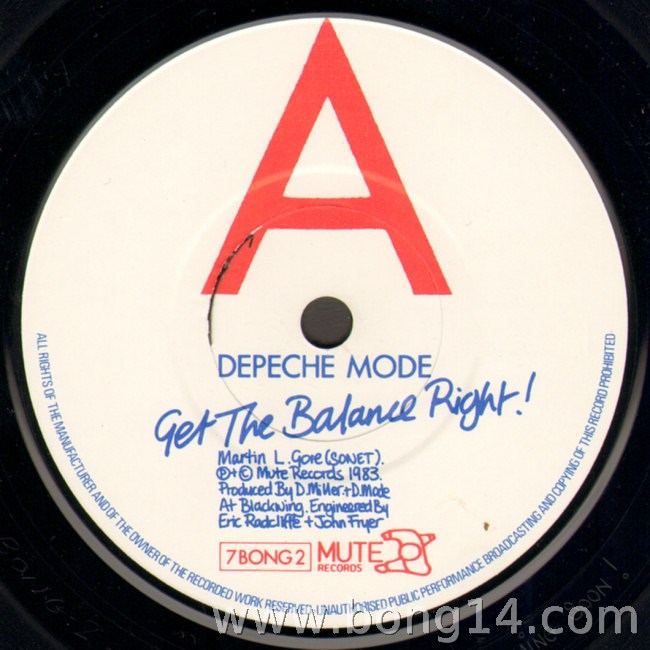 A
DEPECHE MODE
Get The Balance Right!
Martin L. Gore (SONET).
℗+© Mute Records 1983.
Produced By D. Miller + D. Mode
At Blackwing. Engineered By
Eric Radcliffe + John Fryer
7 BONG 2
MUTE
RECORDS
ALL RIGHTS OF THE MANUFACTURER AND OF THE OWNER OF THE RECORDED WORK RESERVED·UNAUTHORISED PUBLIC PERFORMANCE BROADCASTING AND COPYING OF THIS RECORD PROHIBITED·
www.bong14.com